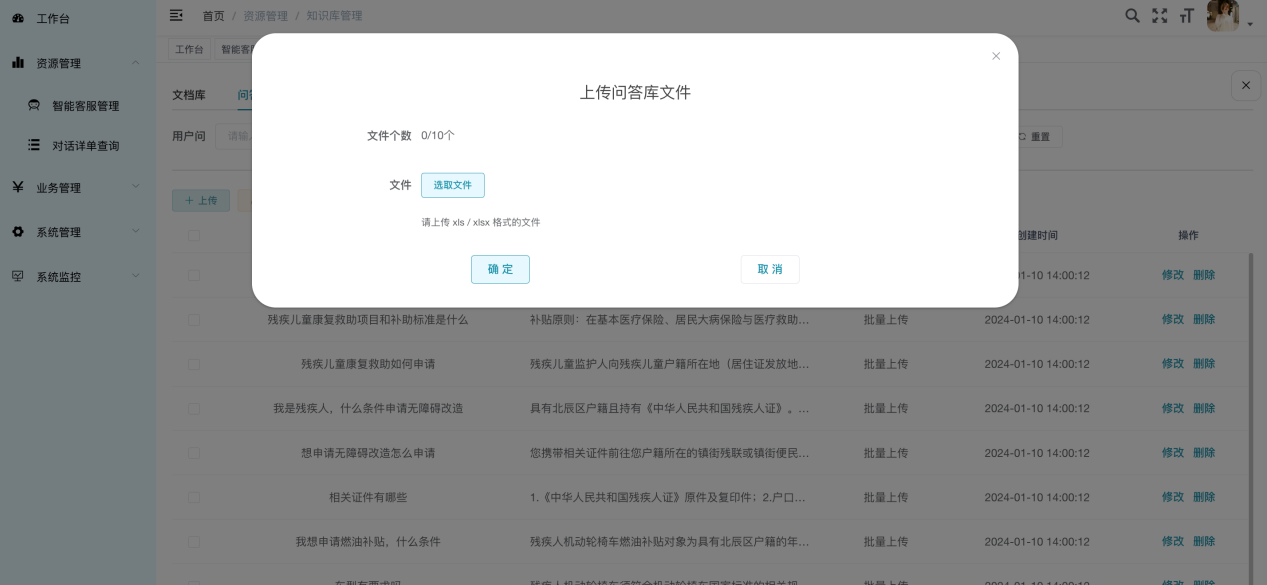 工作台
首页 / 资源管理 / 知识库管理
工作台
资源管理
智能客服管理
对话详单查询
业务管理
系统管理
系统监控
文档库
用户问
重置
+ 上传
上传问答库文件
文件个数 0/10个
文件 选取文件
请上传 xls / xlsx 格式的文件
确 定 取 消
创建时间 操作
修改 删除
残疾儿童康复救助项目和补助标准是什么 补贴原则：在基本医疗保险、居民大病保险与医疗救助... 批量上传 2024-01-10 14:00:12 修改 删除
残疾儿童康复救助如何申请 残疾儿童监护人向残疾儿童户籍所在地（居住证发放地... 批量上传 2024-01-10 14:00:12 修改 删除
我是残疾人，什么条件申请无障碍改造 具有北辰区户籍且持有《中华人民共和国残疾人证》。... 批量上传 2024-01-10 14:00:12 修改 删除
想申请无障碍改造怎么申请 您携带相关证件前往您户籍所在的镇街残联或镇街便民... 批量上传 2024-01-10 14:00:12 修改 删除
相关证件有哪些 1.《中华人民共和国残疾人证》原件及复印件；2.户口... 批量上传 2024-01-10 14:00:12 修改 删除
我想申请燃油补贴，什么条件 残疾人机动轮椅车燃油补贴对象为具有北辰区户籍的年... 批量上传 2024-01-10 14:00:12 修改 删除